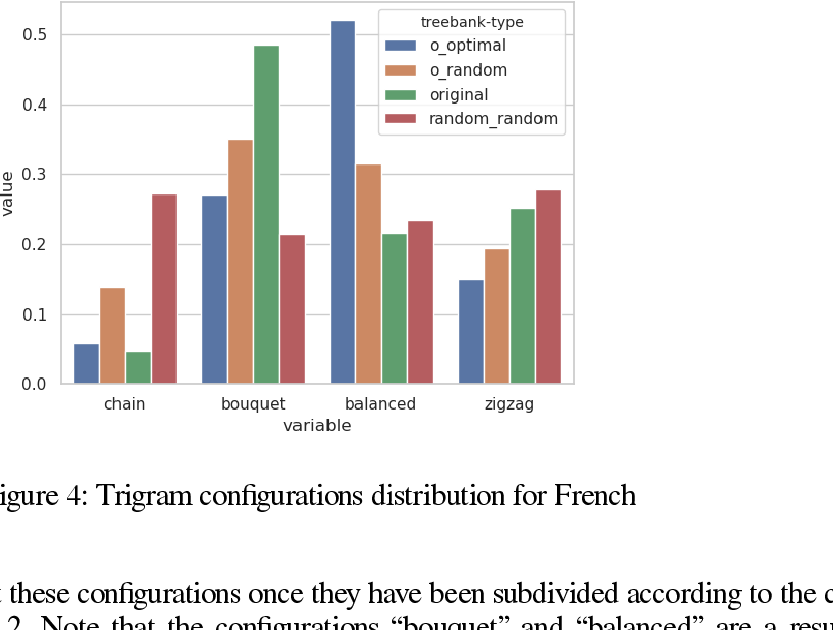 treebank-type
o_optimal
o_random
original
random_random
0.5
0.4
0.3
0.2
0.1
0.0
value
chain bouquet balanced zigzag
variable
igure 4: Trigram configurations distribution for French
these configurations once they have been subdivided according to the c
2. Note that the configurations “bouquet” and “balanced” are a resu